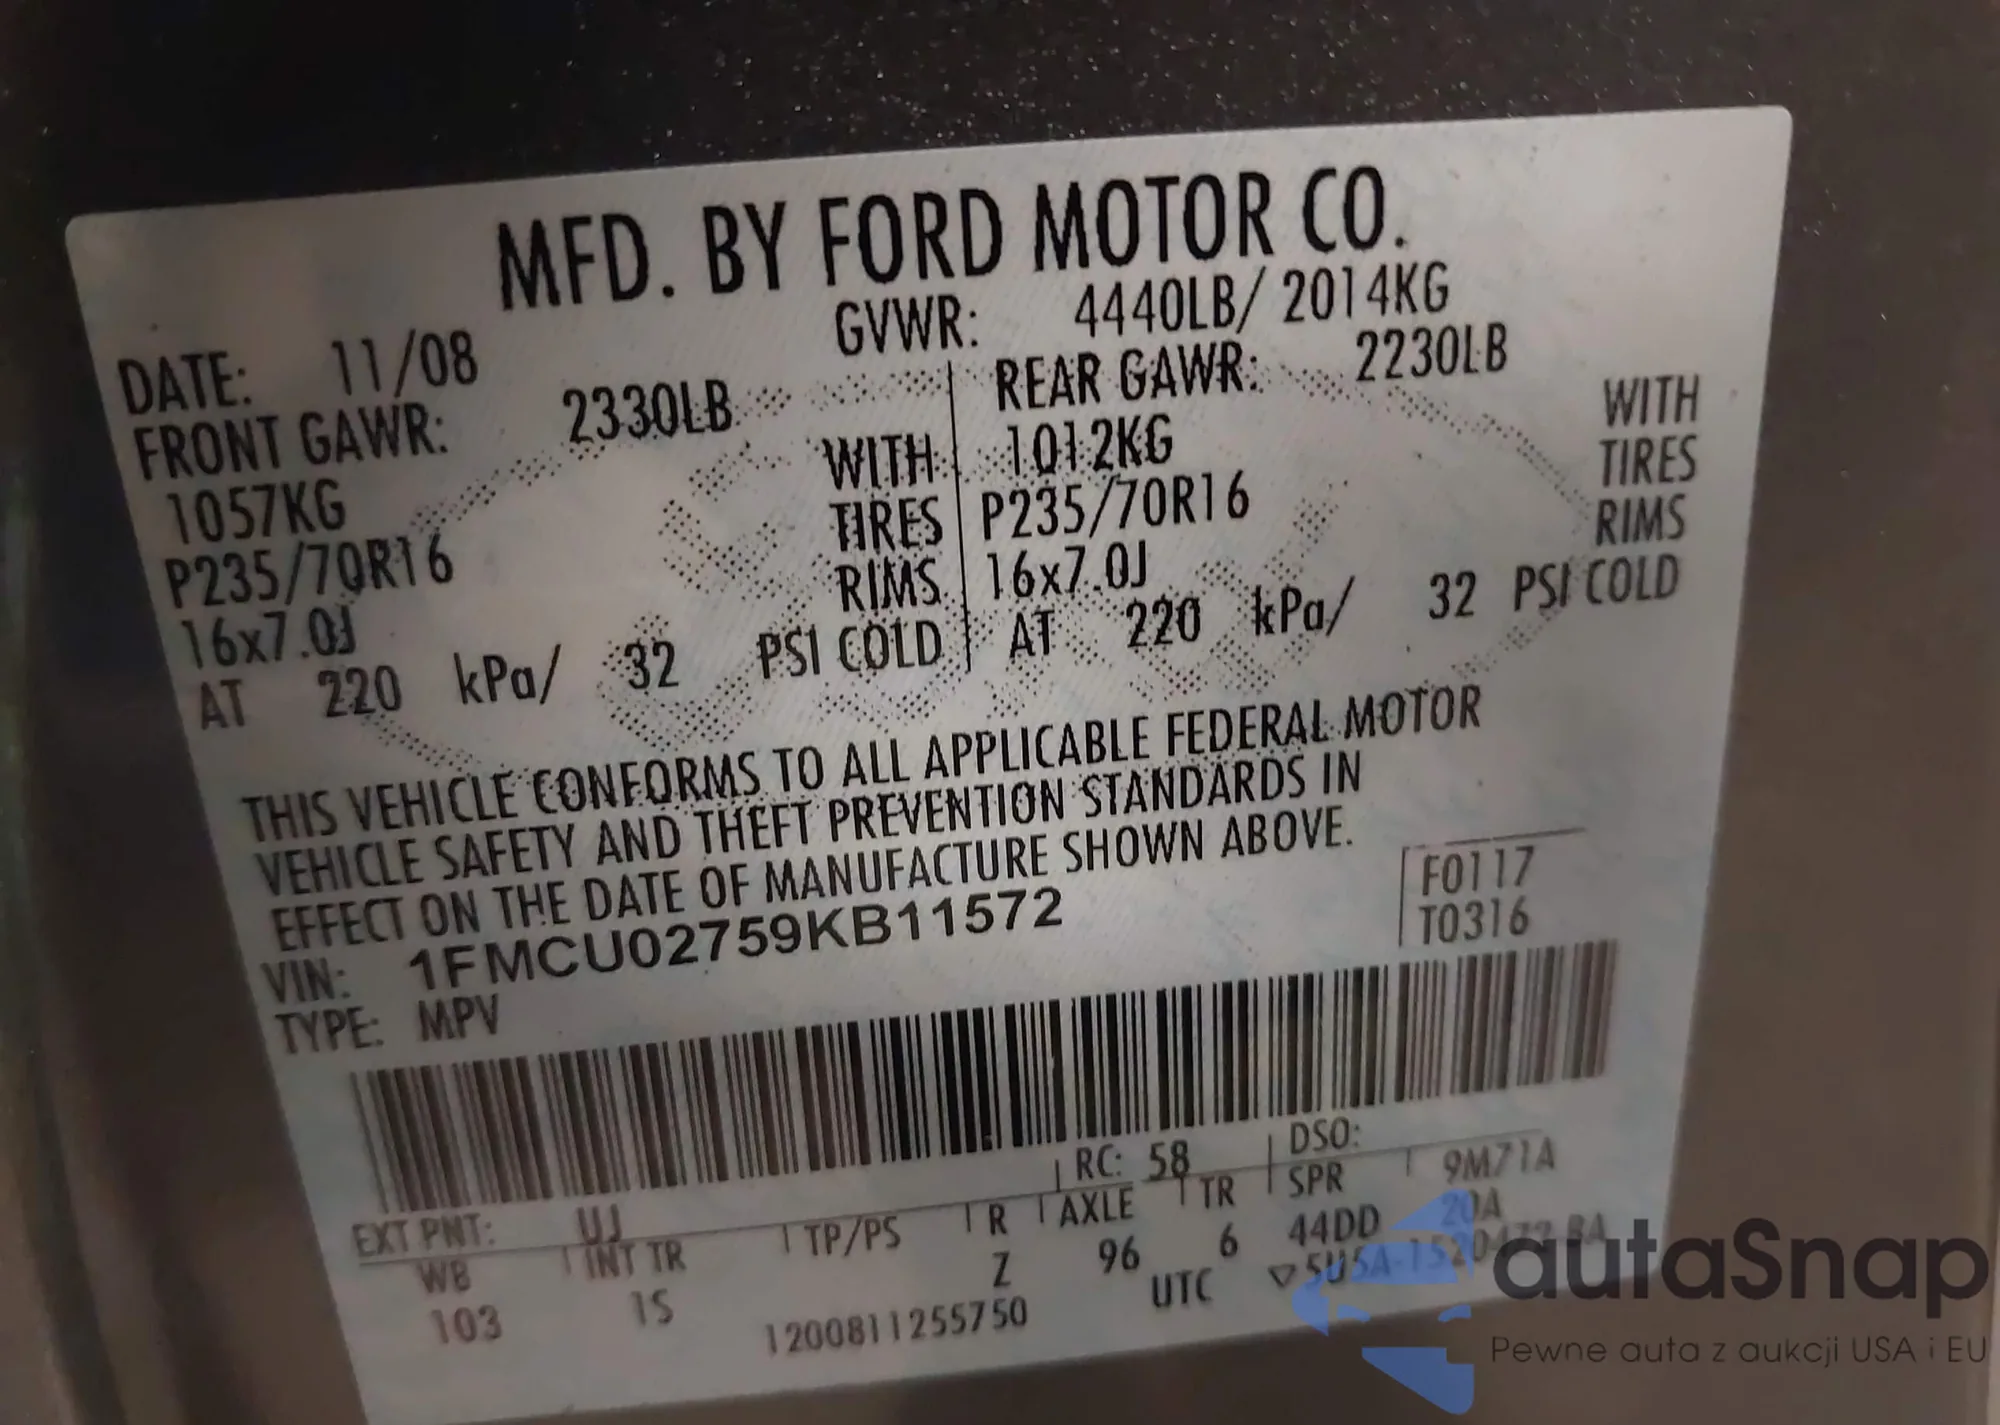 MFD. BY FORD MOTOR CO.
DATE: 11/08 GVWR: 4440LB/ 2014KG
FRONT GAWR: 2330LB REAR GAWR: 2230LB
1057KG WITH 1012KG WITH
P235/70R16 TIRES P235/70R16 TIRES
16x7.0J RIMS 16x7.0J RIMS
AT 220 kPa/ 32 PSI COLD AT 220 kPa/ 32 PSI COLD
THIS VEHICLE CONFORMS TO ALL APPLICABLE FEDERAL MOTOR
VEHICLE SAFETY AND THEFT PREVENTION STANDARDS IN
EFFECT ON THE DATE OF MANUFACTURE SHOWN ABOVE.
VIN: 1FMCU02759KB11572 F0117
TYPE: MPV T0316
EXT PNT: UJ RC: 58 DSO: 9M71A
WB INT TR TP/PS R AXLE TR SPR 20A
103 1S Z 96 6 44DD
1200811255750 UTC ▽5U5A-1520472-BA
autaSnap
Pewne auta z aukcji USA i EU